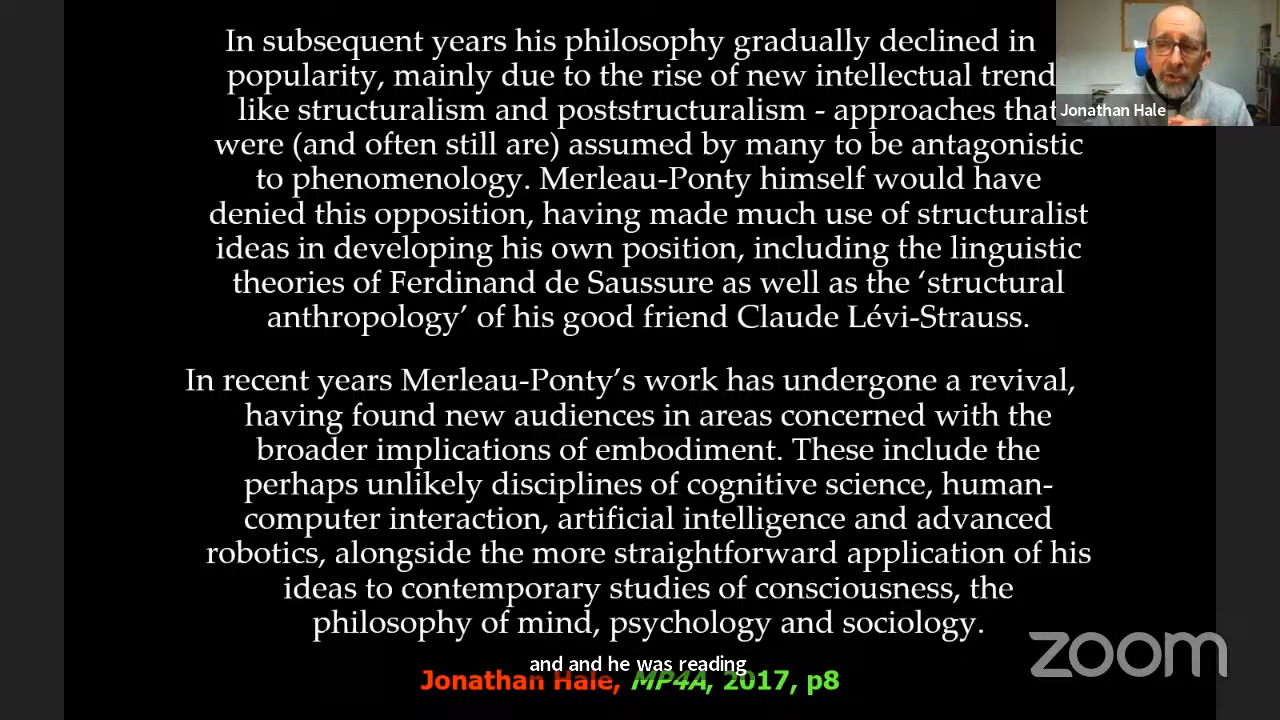 In subsequent years his philosophy gradually declined in
popularity, mainly due to the rise of new intellectual trend
like structuralism and poststructuralism - approaches that
were (and often still are) assumed by many to be antagonistic
to phenomenology. Merleau-Ponty himself would have
denied this opposition, having made much use of structuralist
ideas in developing his own position, including the linguistic
theories of Ferdinand de Saussure as well as the ‘structural
anthropology’ of his good friend Claude Lévi-Strauss.
In recent years Merleau-Ponty’s work has undergone a revival,
having found new audiences in areas concerned with the
broader implications of embodiment. These include the
perhaps unlikely disciplines of cognitive science, human-
computer interaction, artificial intelligence and advanced
robotics, alongside the more straightforward application of his
ideas to contemporary studies of consciousness, the
philosophy of mind, psychology and sociology.
and and he was reading
Jonathan Hale, MP4A, 2017, p8
Jonathan Hale
zoom